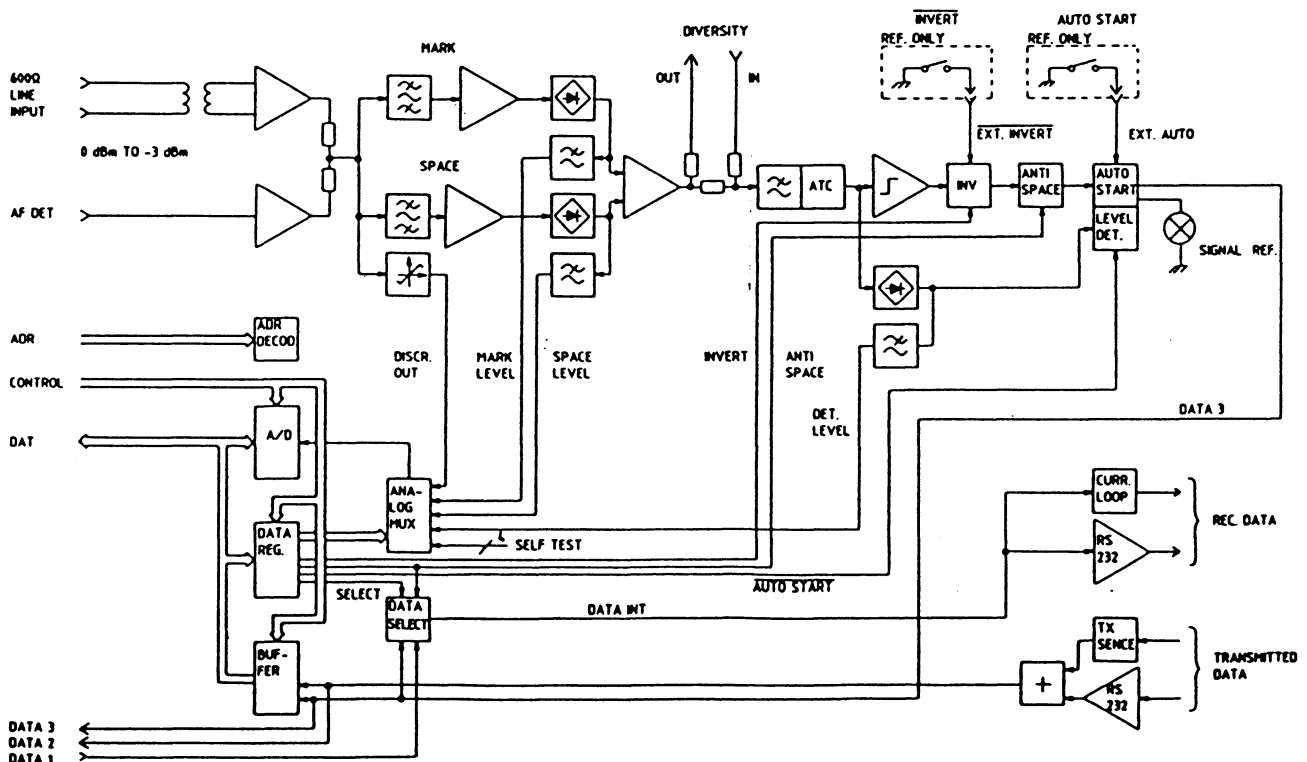 INVERT
REF. ONLY
AUTO START
REF. ONLY
DIVERSITY
MARK
OUT
IN
600Ω
LINE
INPUT
EXT. INVERT
EXT. AUTO
0 dBm TO -3 dBm
SPACE
ATC
INV
ANTI
SPACE
AUTO
START
LEVEL
DET.
AF DET
SIGNAL REF.
ADR
ADR
DECOD
DISCR.
OUT
MARK
LEVEL
SPACE
LEVEL
INVERT
ANTI
SPACE
CONTROL
DET.
LEVEL
DATA 3
DAT
A/D
ANA-
LOG
MUX
CURR.
LOOP
REC. DATA
DATA
REG.
6
SELF TEST
RS
232
SELECT
AUTO START
DATA
SELECT
DATA INT
BUF-
FER
TX
SENCE
TRANSMITTED
DATA
+
RS
232
DATA 3
DATA 2
DATA 1